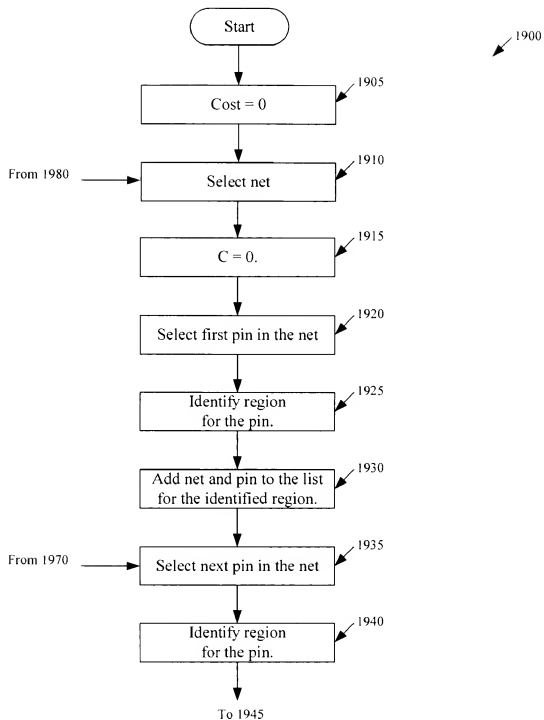 Start
1900
1905
Cost = 0
1910
From 1980
Select net
1915
C = 0.
1920
Select first pin in the net
1925
Identify region
for the pin.
1930
Add net and pin to the list
for the identified region.
1935
From 1970
Select next pin in the net
1940
Identify region
for the pin.
To 1945